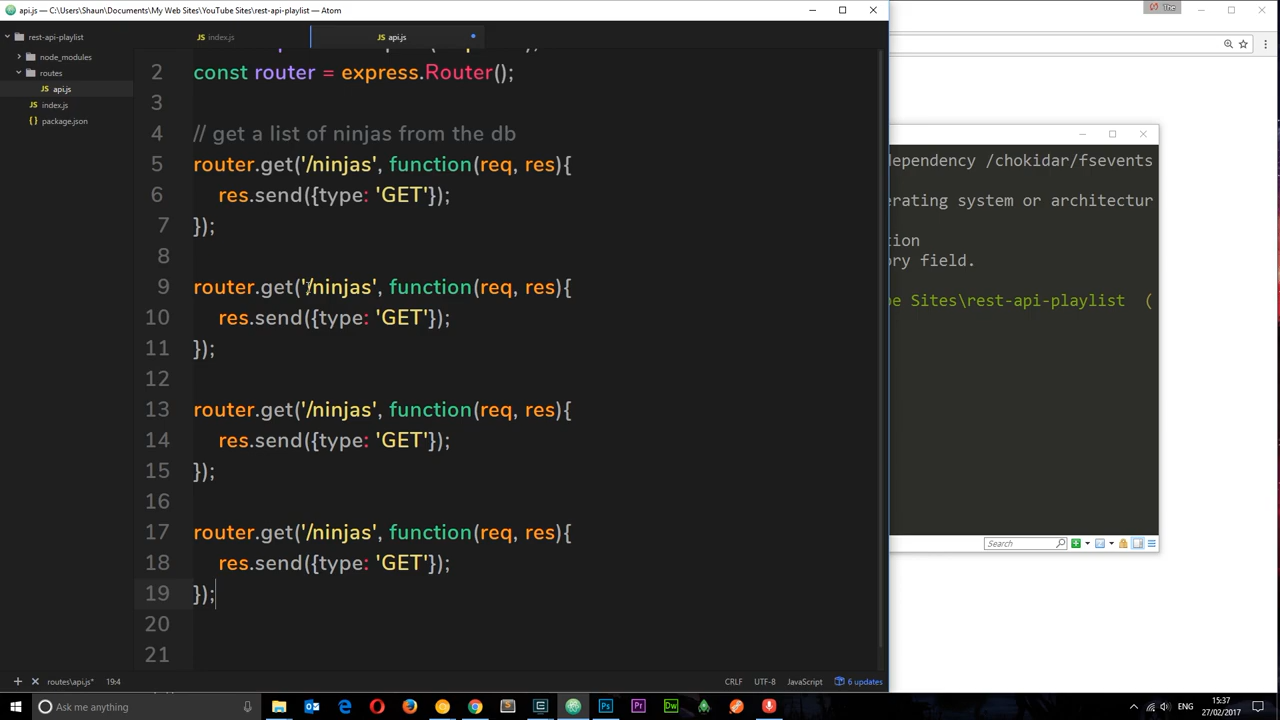 api.js — C:\Users\Shaun\Documents\My Web Sites\YouTube Sites\rest-api-playlist — Atom
The
rest-api-playlist
index.js
api.js
node_modules
routes
api.js
index.js
package.json
2 const router = express.Router();
3
4 // get a list of ninjas from the db
5 router.get('/ninjas', function(req, res){
6 res.send({type: 'GET'});
7 });
8
9 router.get('/ninjas', function(req, res){
10 res.send({type: 'GET'});
11 });
12
13 router.get('/ninjas', function(req, res){
14 res.send({type: 'GET'});
15 });
16
17 router.get('/ninjas', function(req, res){
18 res.send({type: 'GET'});
19 });
20
21
dependency /chokidar/fsevents
erating system or architectur
tion
ory field.
be Sites\rest-api-playlist (
Search
routes\api.js* 19:4
CRLF UTF-8 JavaScript 6 updates
Ask me anything
ENG
15:37
27/02/2017